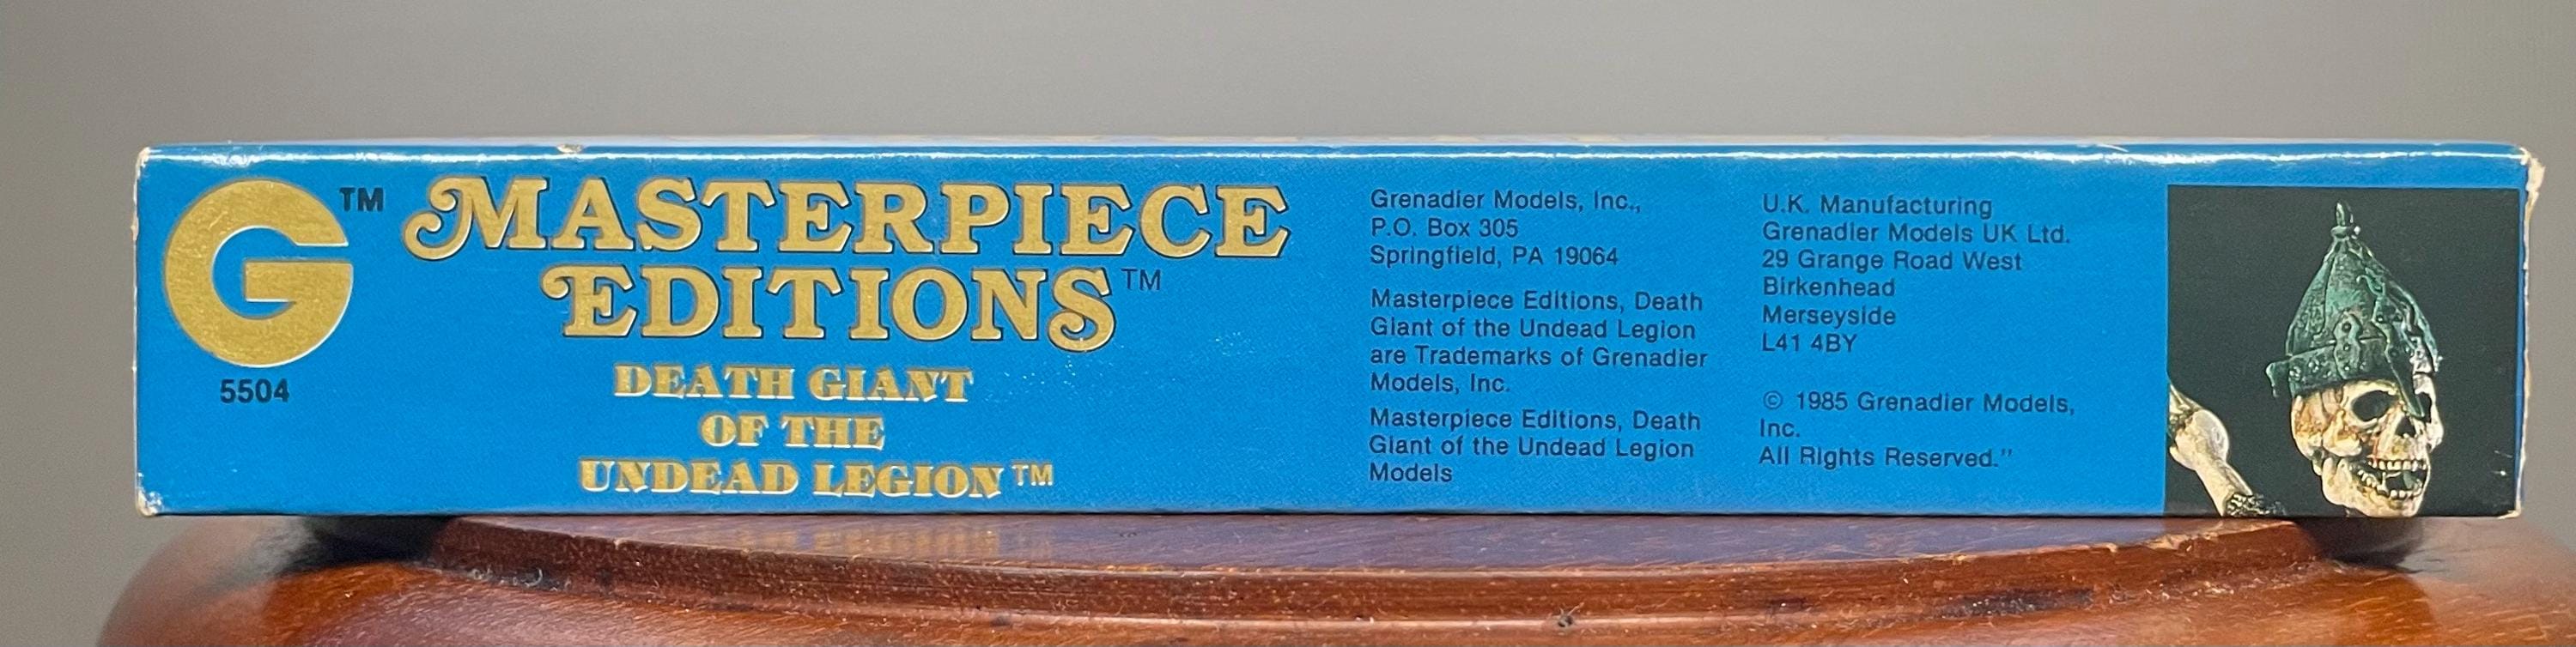 G™
5504
MASTERPIECE
EDITIONS™
DEATH GIANT
OF THE
UNDEAD LEGION™
Grenadier Models, Inc.,
P.O. Box 305
Springfield, PA 19064
Masterpiece Editions, Death
Giant of the Undead Legion
are Trademarks of Grenadier
Models, Inc.
Masterpiece Editions, Death
Giant of the Undead Legion
Models
U.K. Manufacturing
Grenadier Models UK Ltd.
29 Grange Road West
Birkenhead
Merseyside
L41 4BY
© 1985 Grenadier Models,
Inc.
All Rights Reserved."